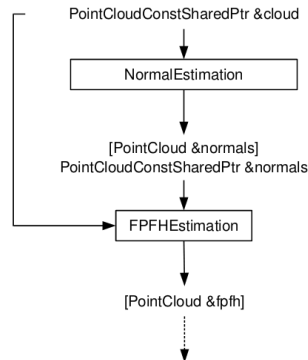 PointCloudConstSharedPtr &cloud
NormalEstimation
[PointCloud &normals]
PointCloudConstSharedPtr &normals
FPFHEstimation
[PointCloud &fpfh]